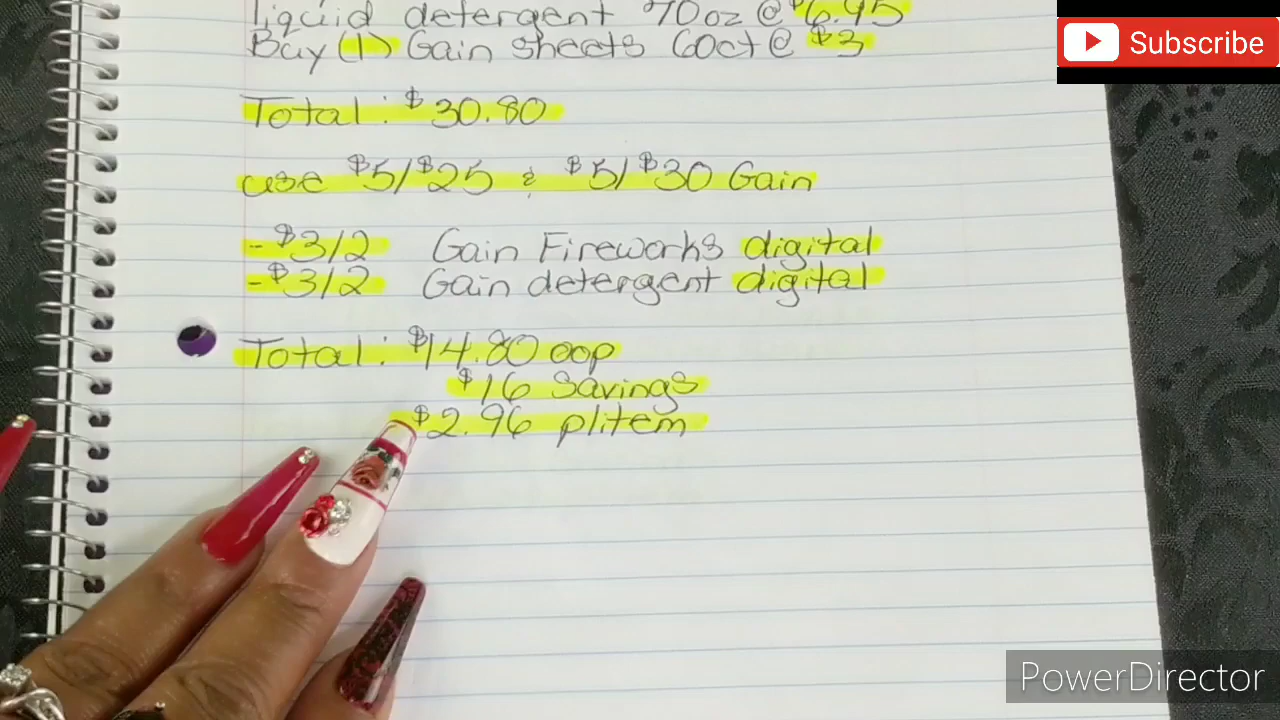 liquid detergent 70oz @ $6.95
Buy (1) Gain sheets 60ct @ $3
Total: $30.80
use $5/$25 & $5/$30 Gain
- $3/2 Gain Fireworks digital
- $3/2 Gain detergent digital
Total: $14.80 oop
$16 Savings
$2.96 p/item
Subscribe
PowerDirector